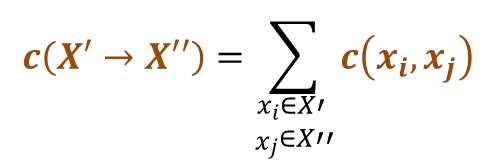 c(X′ → X′′) = ∑ c(xᵢ, xⱼ)
xᵢ∈X′
xⱼ∈X′′